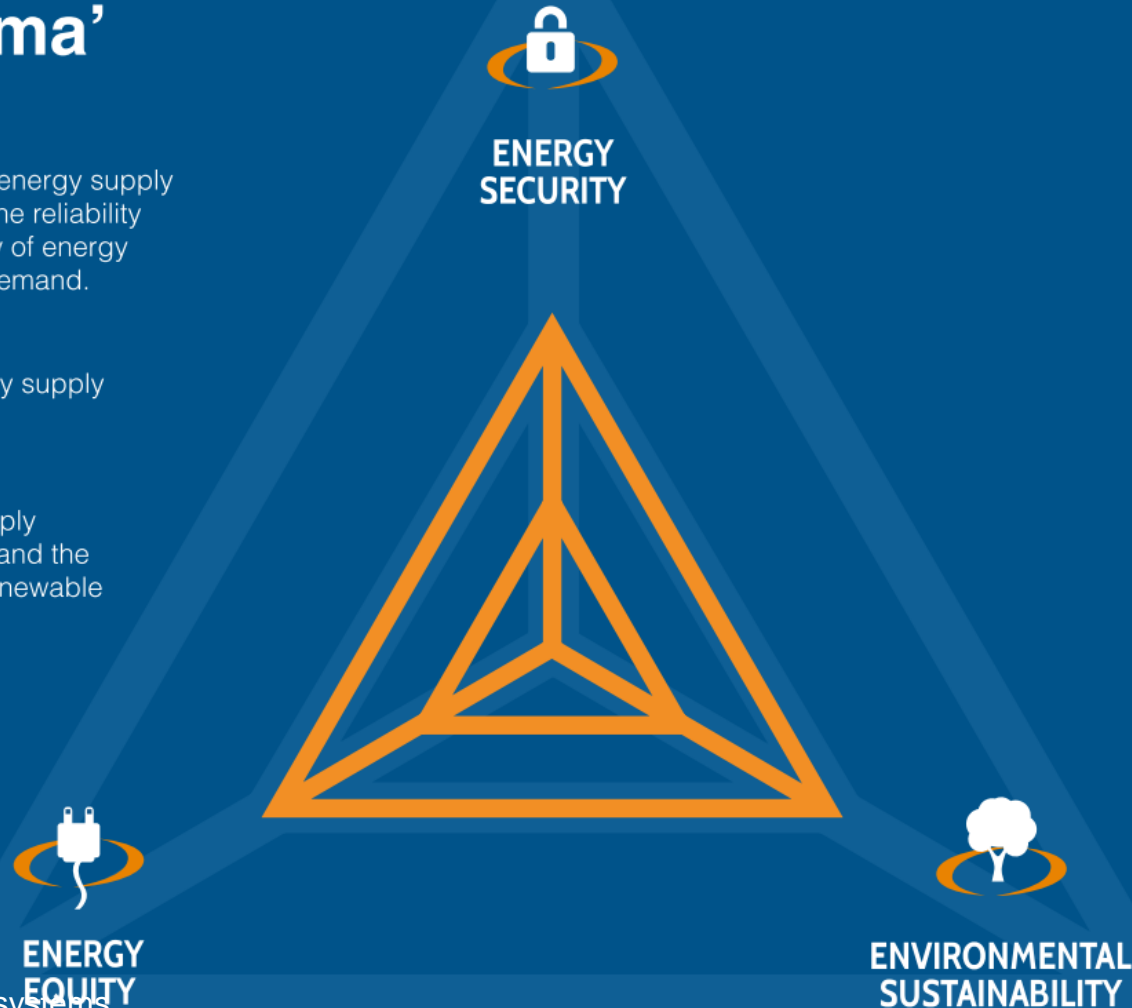 ma’
energy supply
he reliability
y of energy
emand.
y supply
ply
and the
newable
ENERGY
SECURITY
ENERGY
EQUITY
systems
ENVIRONMENTAL
SUSTAINABILITY